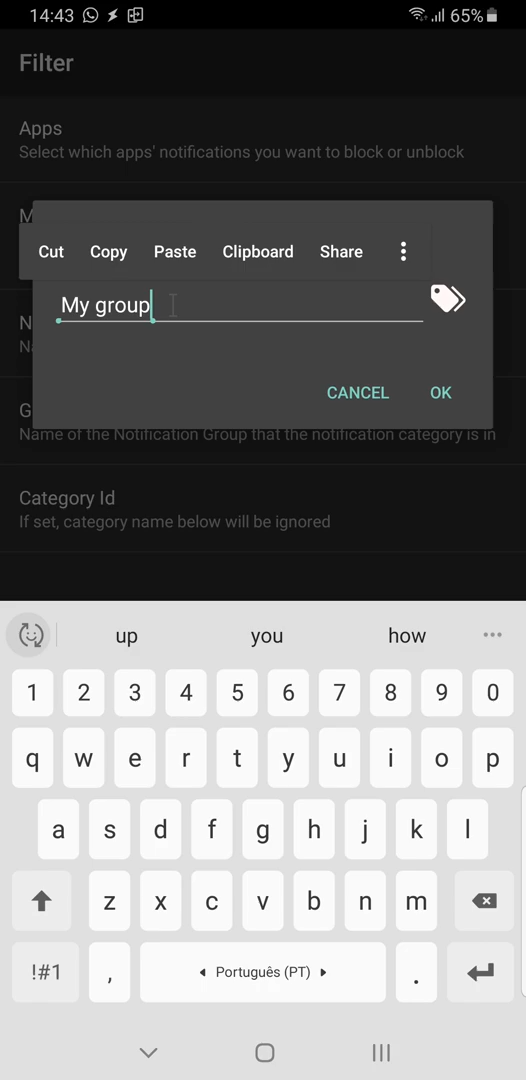 14:43
65%
Filter
Apps
Select which apps' notifications you want to block or unblock
M
Cut Copy Paste Clipboard Share
My group
N
Na
CANCEL OK
G
Name of the Notification Group that the notification category is in
Category Id
If set, category name below will be ignored
up you how
1 2 3 4 5 6 7 8 9 0
q w e r t y u i o p
a s d f g h j k l
z x c v b n m
!#1 , Português (PT) .